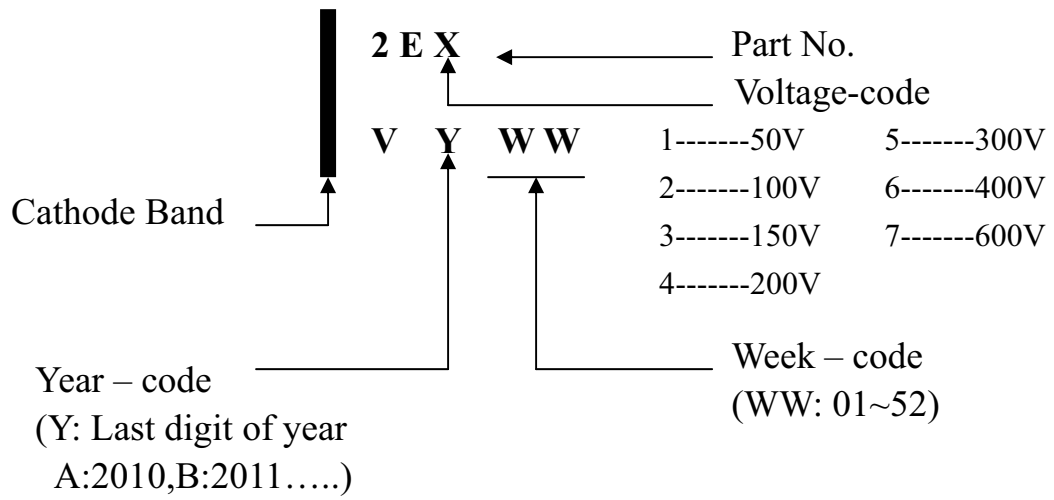 2 E X Part No.
Voltage-code
V Y W W 1-------50V 5-------300V
2-------100V 6-------400V
Cathode Band
3-------150V 7-------600V
4-------200V
Week – code
Year – code
(WW: 01~52)
(Y: Last digit of year
A:2010,B:2011…..)